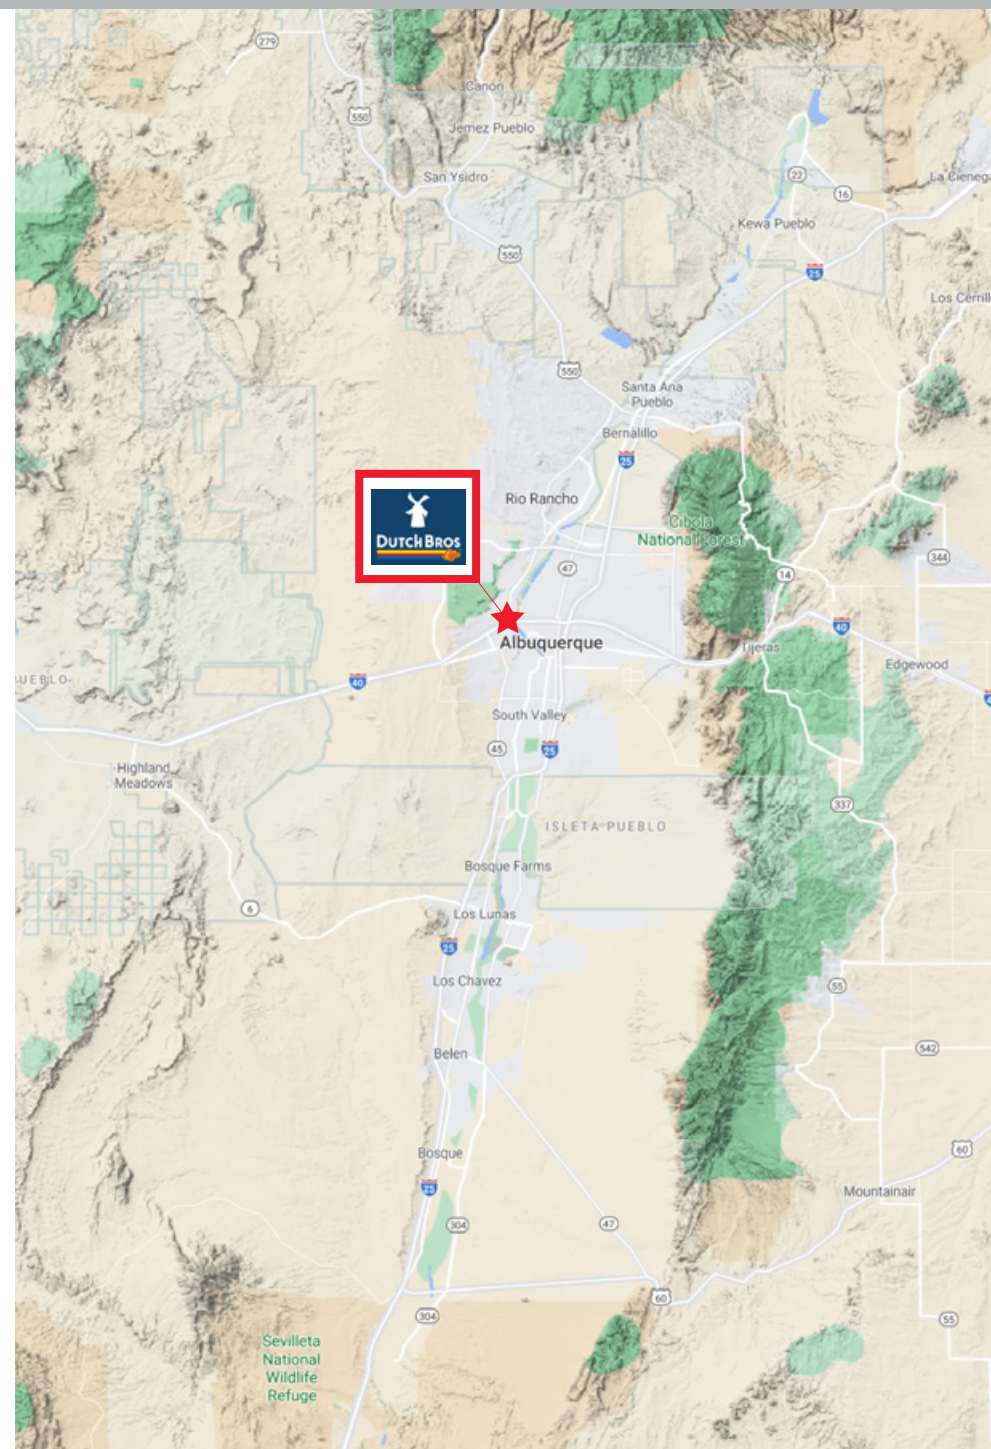 279
Canon
550
Jemez Pueblo
San Ysidro
22
16
La Cienega
Kewa Pueblo
550
25
Los Cerrill
550
Santa Ana
Pueblo
Bernalillo
25
Rio Rancho
DUTCH BROS
Cibola
National Forest
47
344
14
40
Albuquerque
Tijeras
Edgewood
UEBLO
40
South Valley
45
25
Highland
Meadows
337
ISLETA PUEBLO
Bosque Farms
6
Los Lunas
25
Los Chavez
55
Belen
542
Bosque
60
25
Mountainair
304
47
60
304
55
Sevilleta
National
Wildlife
Refuge